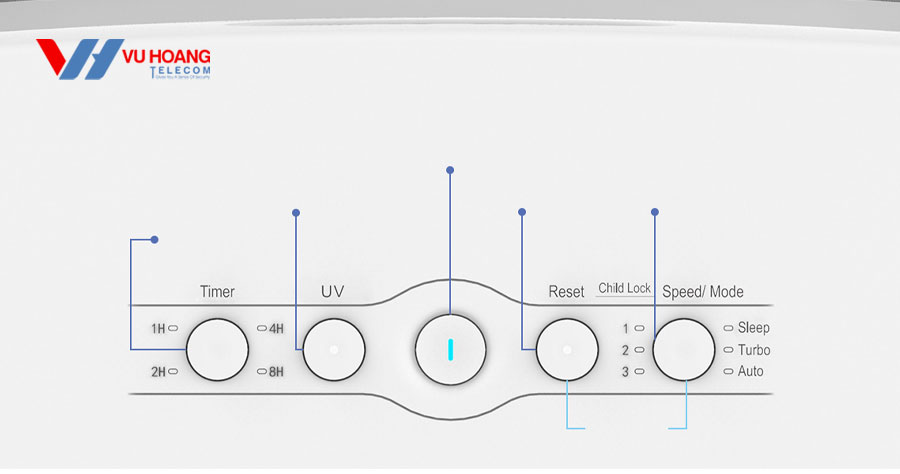 VU HOANG
TELECOM
Timer
UV
Reset
Child Lock
Speed/ Mode
1H
4H
2H
8H
1
2
3
Sleep
Turbo
Auto